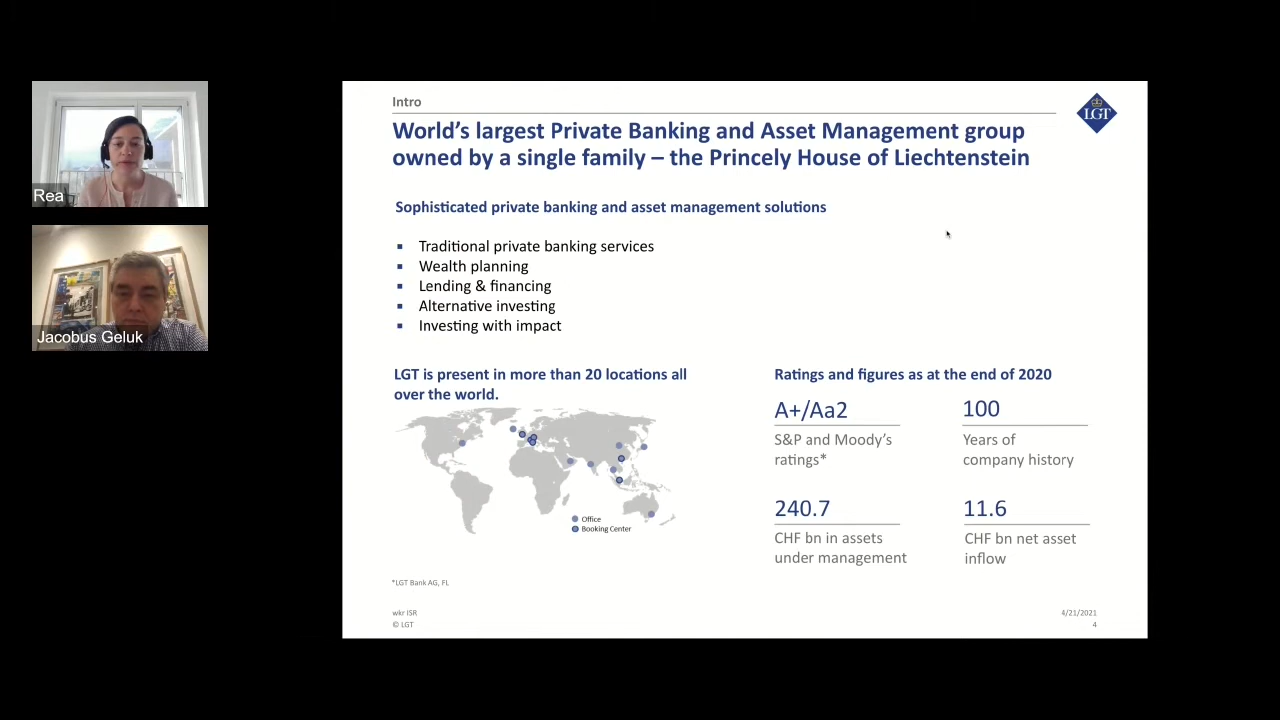 Rea
Jacobus Geluk
Intro
LGT
World’s largest Private Banking and Asset Management group
owned by a single family – the Princely House of Liechtenstein
Sophisticated private banking and asset management solutions
▪ Traditional private banking services
▪ Wealth planning
▪ Lending & financing
▪ Alternative investing
▪ Investing with impact
LGT is present in more than 20 locations all
over the world.
Office
Booking Center
Ratings and figures as at the end of 2020
A+/Aa2
S&P and Moody’s
ratings*
100
Years of
company history
240.7
CHF bn in assets
under management
11.6
CHF bn net asset
inflow
*LGT Bank AG, FL
wkr ISR
© LGT
4/21/2021
4